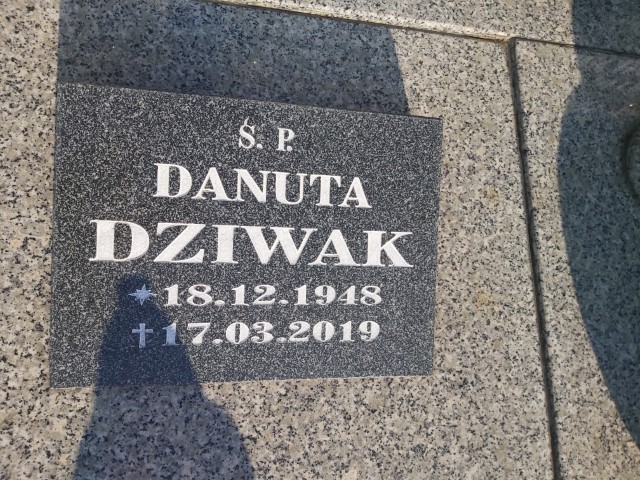 Ś. P.
DANUTA
DZIWAK
* 18.12.1948
✝ 17.03.2019